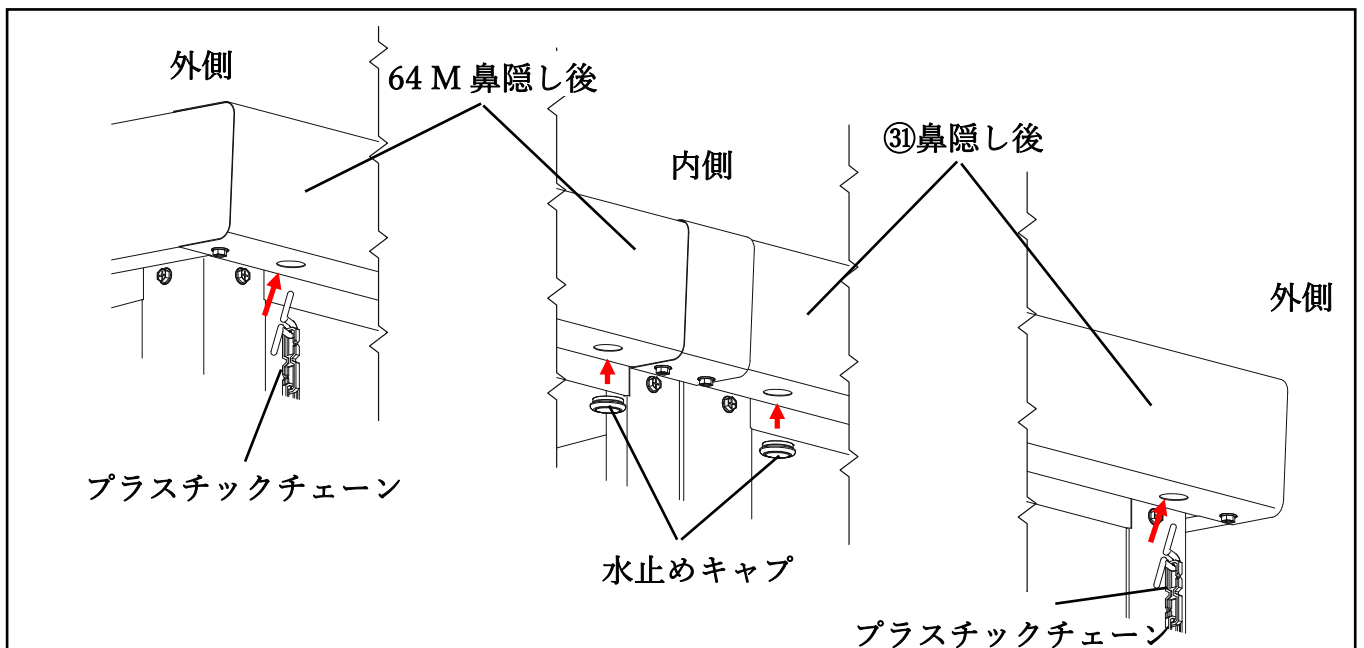 外側
64 M 鼻隠し後
内側
㉛鼻隠し後
外側
プラスチックチェーン
水止めキャプ
プラスチックチェーン